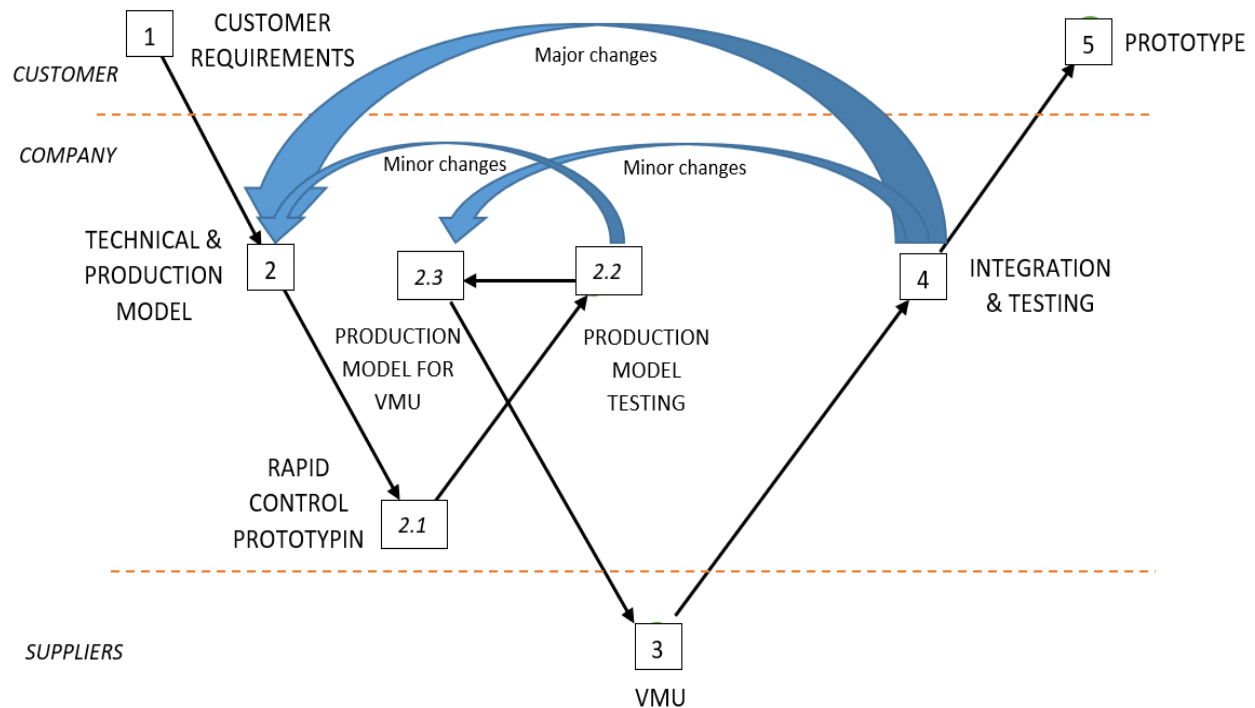 1
CUSTOMER
REQUIREMENTS
CUSTOMER
Major changes
5
PROTOTYPE
COMPANY
Minor changes
Minor changes
TECHNICAL &
PRODUCTION
MODEL
2
2.3
2.2
4
INTEGRATION
& TESTING
PRODUCTION
MODEL FOR
VMU
PRODUCTION
MODEL
TESTING
RAPID
CONTROL
PROTOTYPIN
2.1
SUPPLIERS
3
VMU